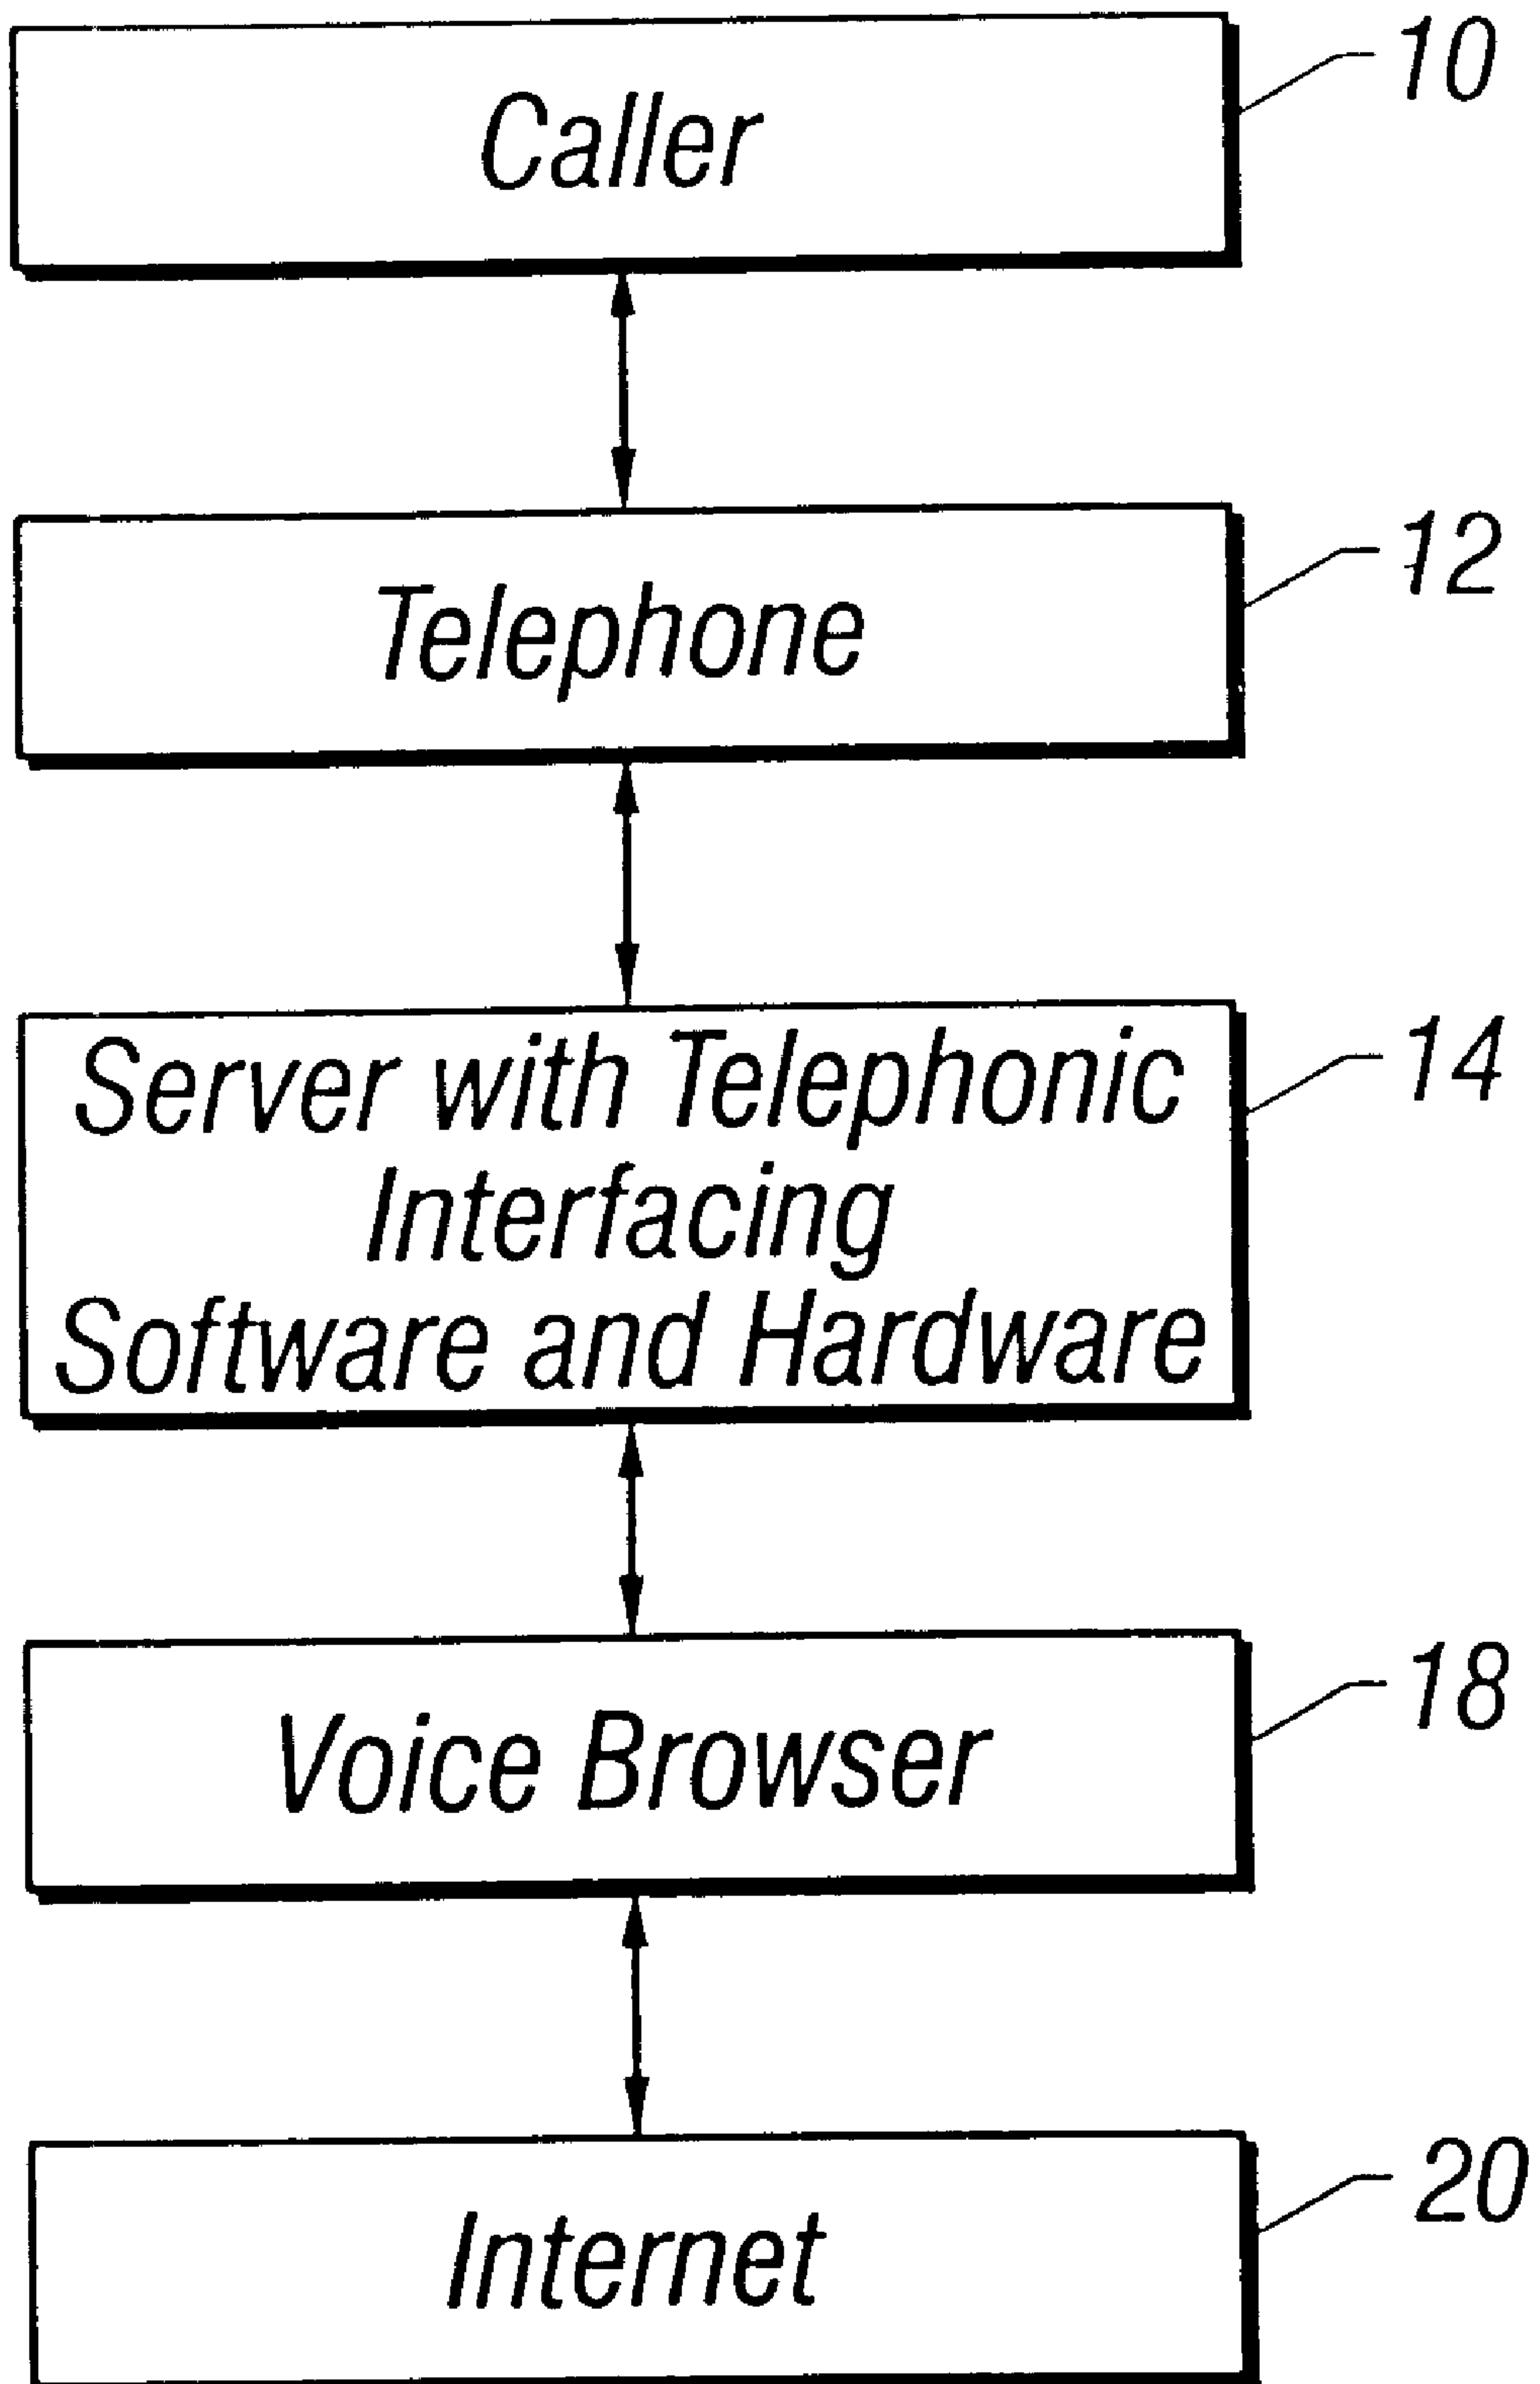 Caller
10
Telephone
12
Server with Telephonic
Interfacing
Software and Hardware
14
Voice Browser
18
Internet
20